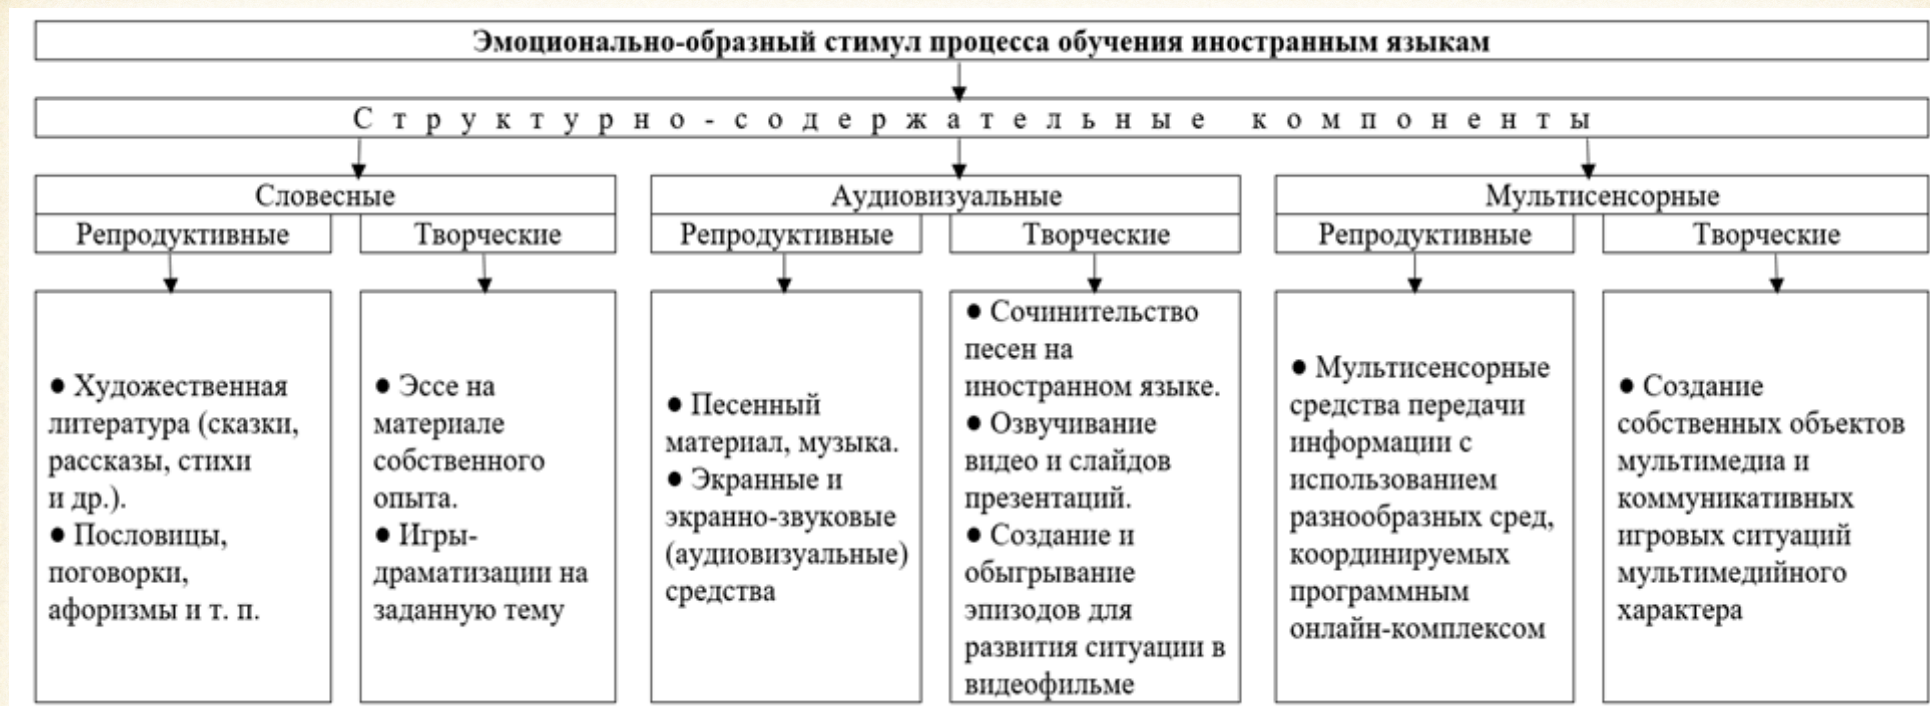 Эмоционально-образный стимул процесса обучения иностранным языкам
Структурно-содержательные компоненты
Словесные
Репродуктивные
Творческие
● Художественная
литература (сказки,
рассказы, стихи
и др.).
● Пословицы,
поговорки,
афоризмы и т. п.
● Эссе на
материале
собственного
опыта.
● Игры-
драматизации на
заданную тему
Аудиовизуальные
Репродуктивные
Творческие
● Песенный
материал, музыка.
● Экранные и
экранно-звуковые
(аудиовизуальные)
средства
● Сочинительство
песен на
иностранном языке.
● Озвучивание
видео и слайдов
презентаций.
● Создание и
обыгрывание
эпизодов для
развития ситуации в
видеофильме
Мультисенсорные
Репродуктивные
Творческие
● Мультисенсорные
средства передачи
информации с
использованием
разнообразных сред,
координируемых
программным
онлайн-комплексом
● Создание
собственных объектов
мультимедиа и
коммуникативных
игровых ситуаций
мультимедийного
характера